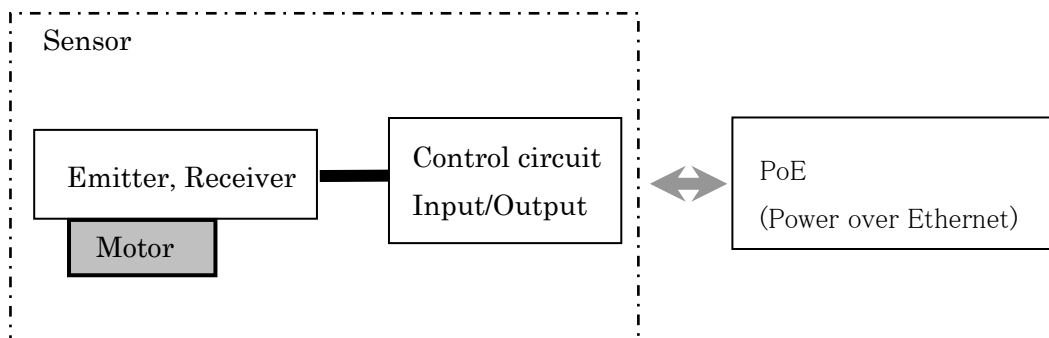 Sensor
Emitter, Receiver
Motor
Control circuit
Input/Output
PoE
(Power over Ethernet)